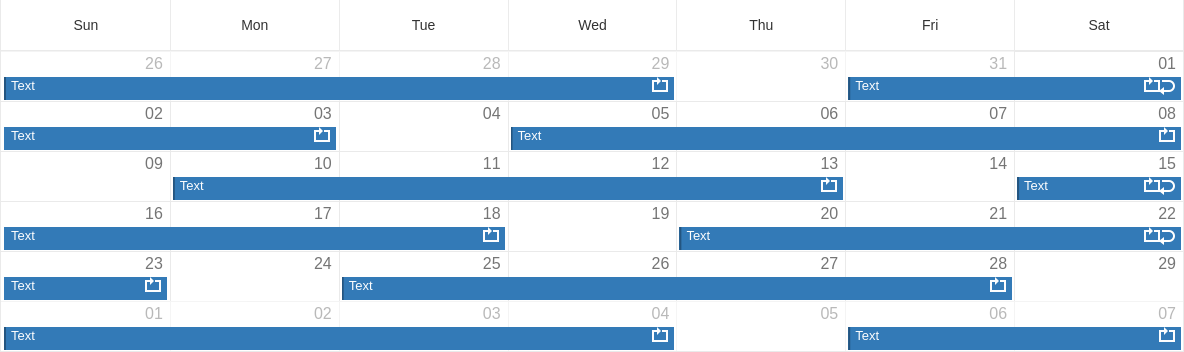 Sun Mon Tue Wed Thu Fri Sat
26 27 28 29 30 31 01
Text Text
02 03 04 05 06 07 08
Text Text
09 10 11 12 13 14 15
Text Text
16 17 18 19 20 21 22
Text Text
23 24 25 26 27 28 29
Text Text
01 02 03 04 05 06 07
Text Text